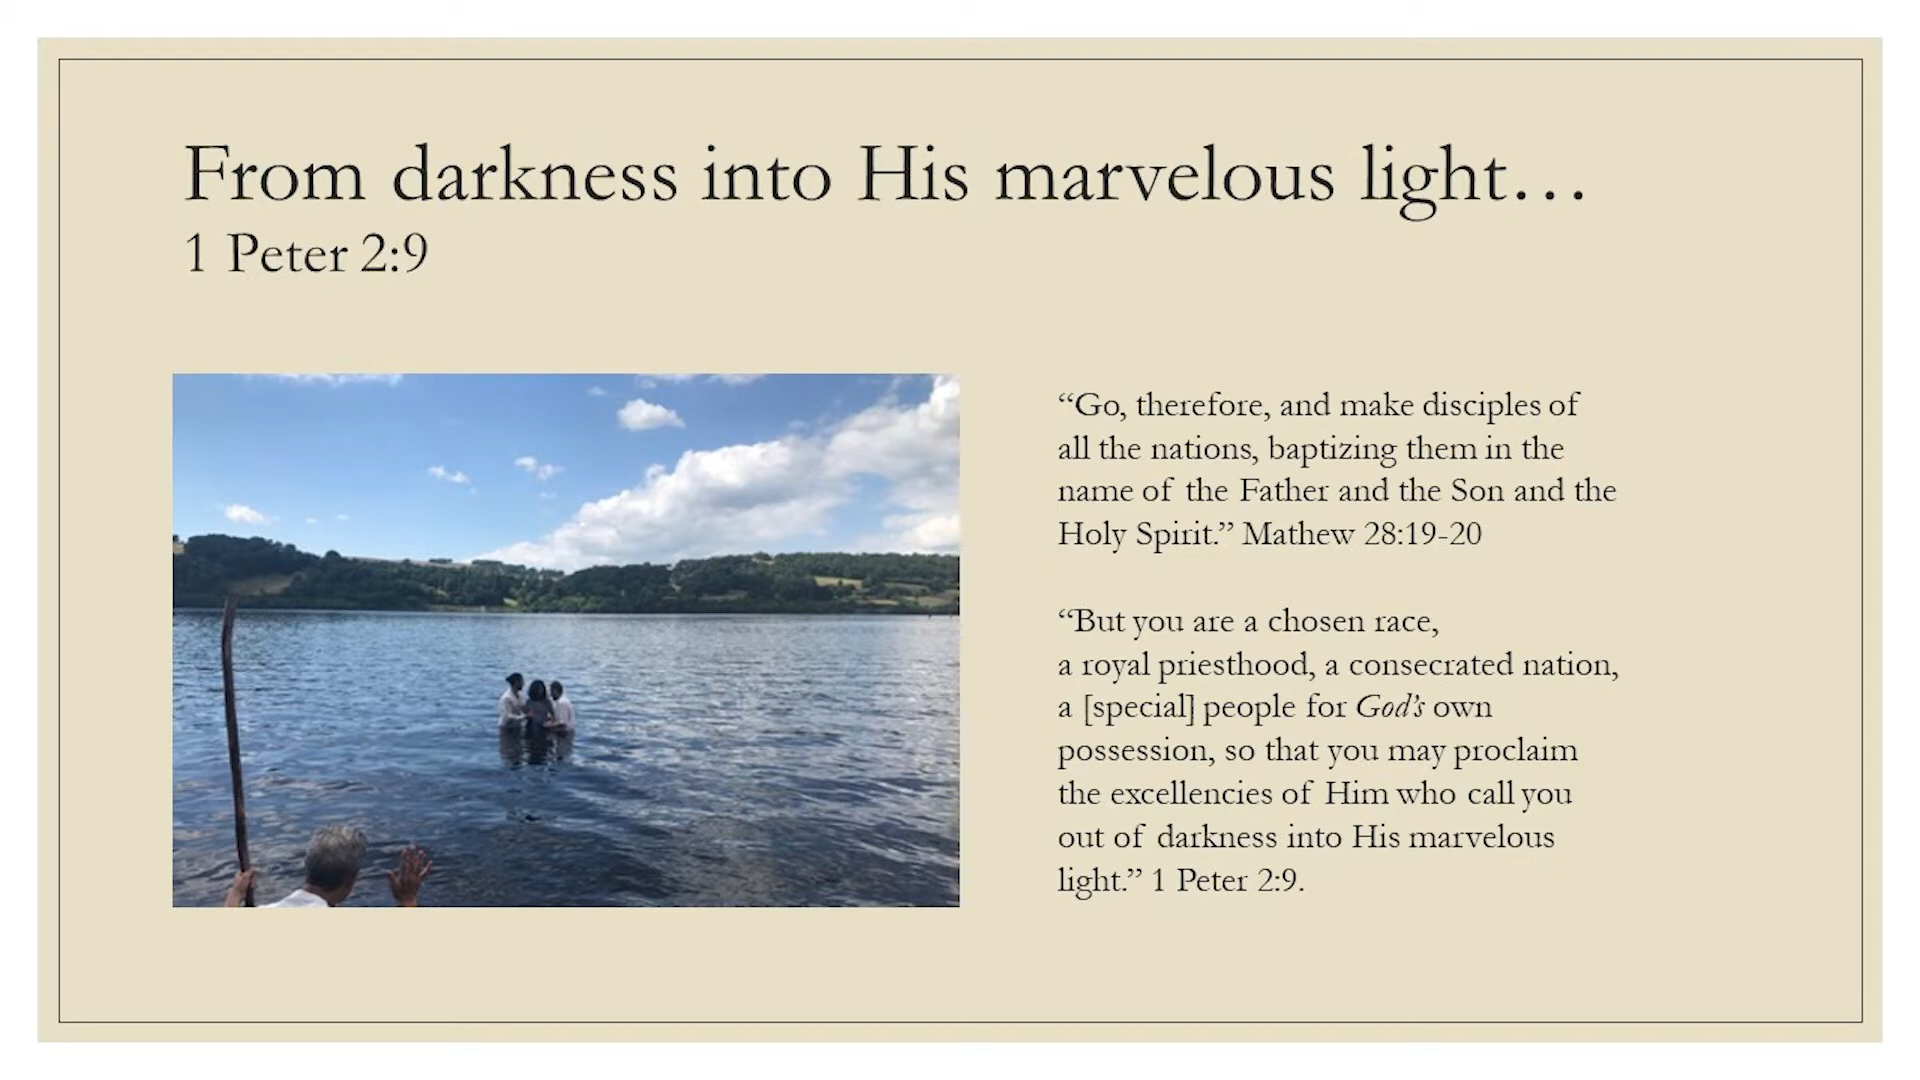 From darkness into His marvelous light…
1 Peter 2:9
“Go, therefore, and make disciples of
all the nations, baptizing them in the
name of the Father and the Son and the
Holy Spirit.” Mathew 28:19-20
“But you are a chosen race,
a royal priesthood, a consecrated nation,
a [special] people for God’s own
possession, so that you may proclaim
the excellencies of Him who call you
out of darkness into His marvelous
light.” 1 Peter 2:9.